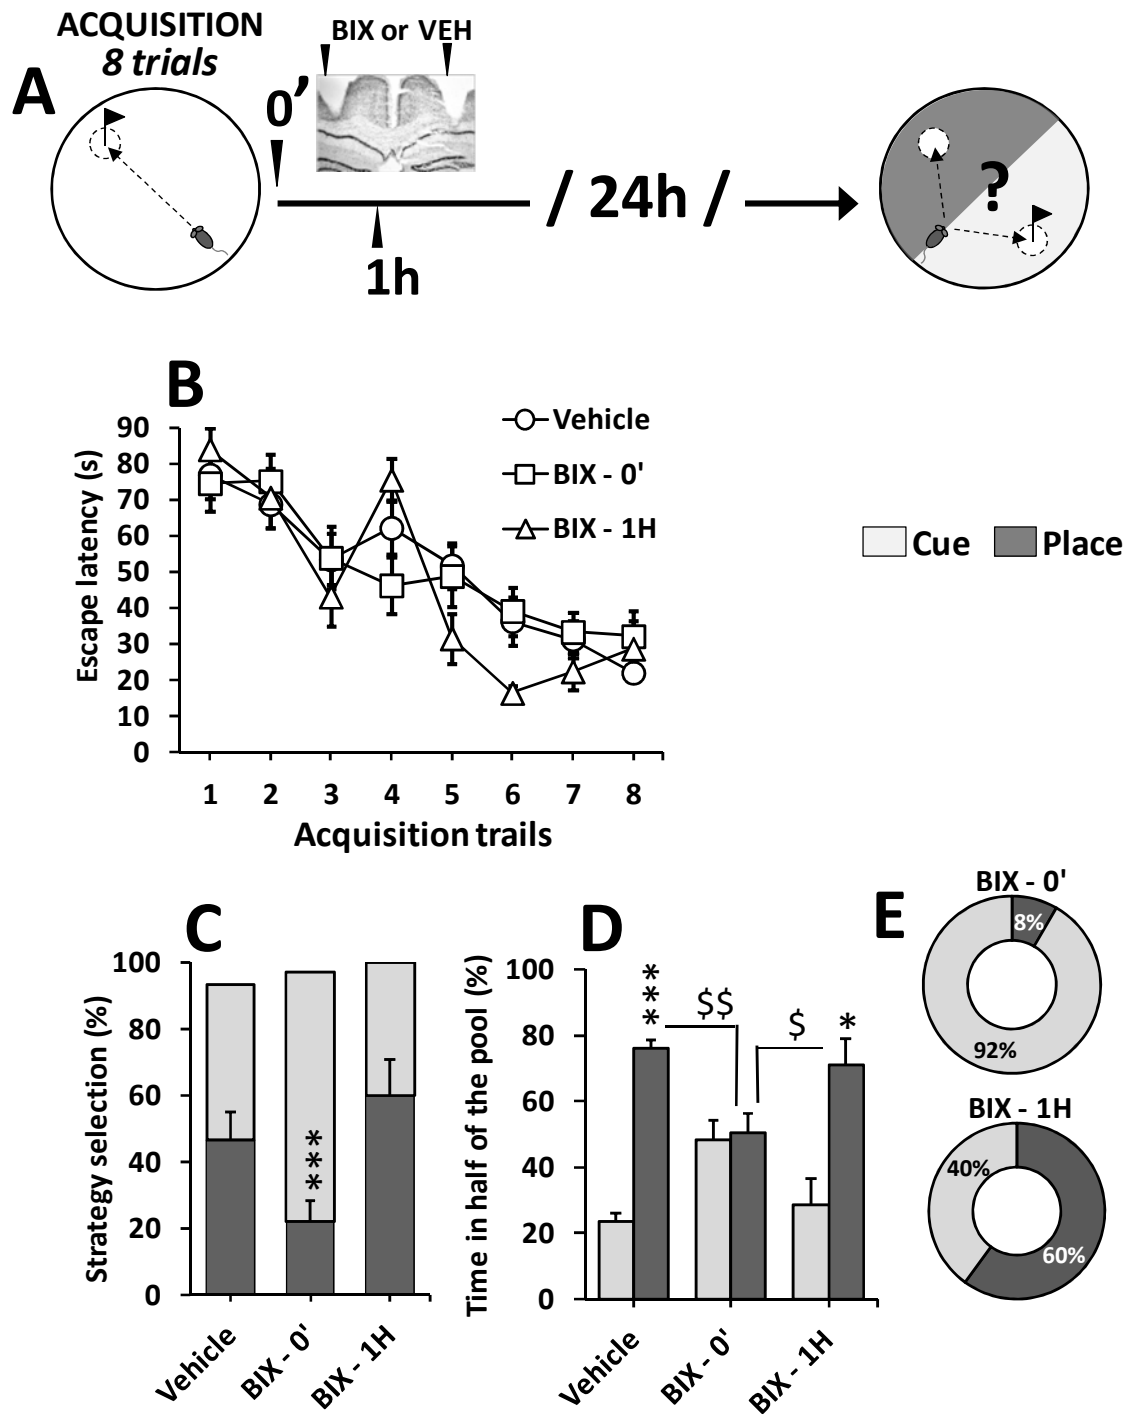 ACQUISITION
8 trials
A
BIX or VEH
0’
1h
/ 24h /
?
B
Escape latency (s)
90
80
70
60
50
40
30
20
10
0
1 2 3 4 5 6 7 8
Acquisition trails
Vehicle
BIX - 0'
BIX - 1H
Cue
Place
C
Strategy selection (%)
100
80
60
40
20
0
***
Vehicle
BIX - 0'
BIX - 1H
D
Time in half of the pool (%)
100
80
60
40
20
0
***
$$
$
*
Vehicle
BIX - 0'
BIX - 1H
E
BIX - 0'
8%
92%
BIX - 1H
40%
60%